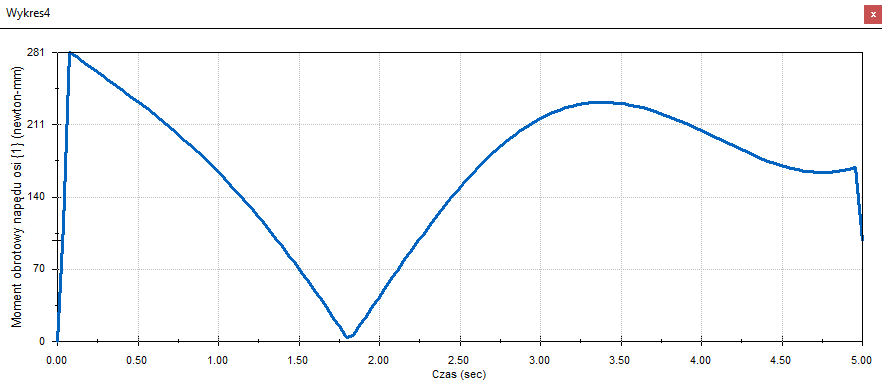 Wykres4
x
Moment obrotowy napędu osi {1} (newton-mm)
281
211
140
70
0
0.00 0.50 1.00 1.50 2.00 2.50 3.00 3.50 4.00 4.50 5.00
Czas (sec)